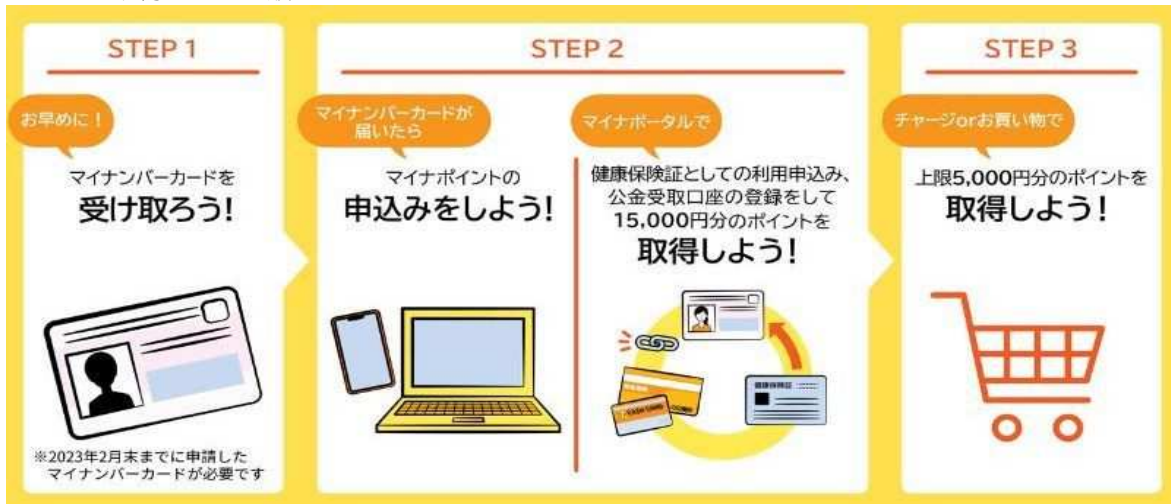 STEP 1
お早めに！
マイナンバーカードを
受け取ろう！
※2023年2月末までに申請した
マイナンバーカードが必要です
STEP 2
マイナンバーカードが
届いたら
マイナポイントの
申込みをしよう！
マイナポータルで
健康保険証としての利用申込み、
公金受取口座の登録をして
15,000円分のポイントを
取得しよう！
健康保険証
CASH CARD
STEP 3
チャージorお買い物で
上限5,000円分のポイントを
取得しよう！